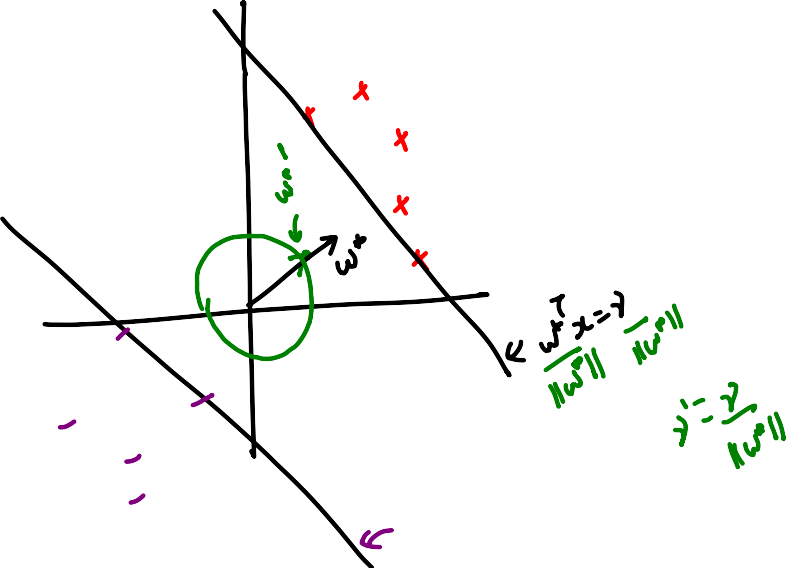 w*'
w*
w*ᵀx = γ
‖w*‖ ‖w*‖
γ' = γ
‖w*‖